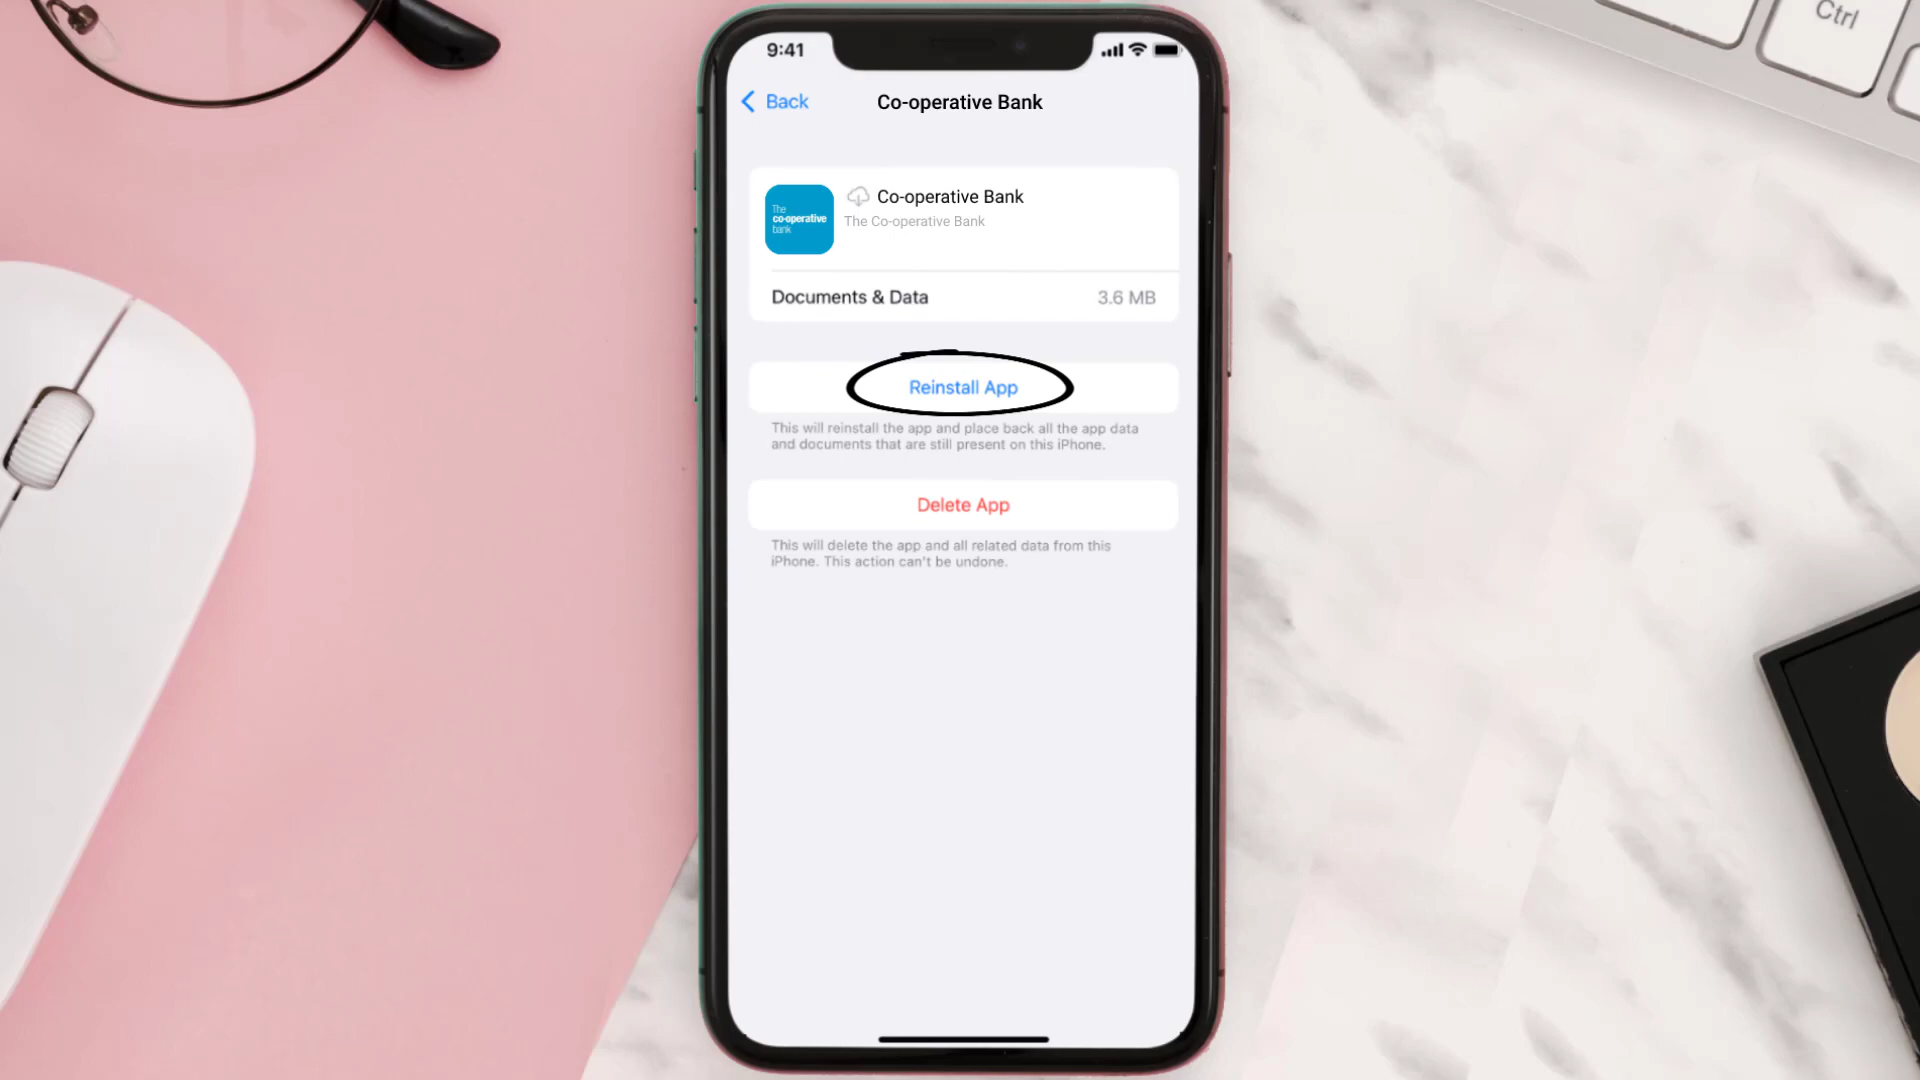 Ctrl
9:41
Back
Co-operative Bank
The
co-operative
bank
Co-operative Bank
The Co-operative Bank
Documents & Data 3.6 MB
Reinstall App
This will reinstall the app and place back all the app data
and documents that are still present on this iPhone.
Delete App
This will delete the app and all related data from this
iPhone. This action can't be undone.